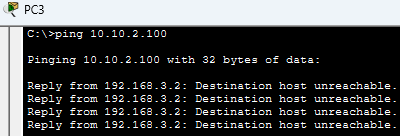 PC3
C:\>ping 10.10.2.100
Pinging 10.10.2.100 with 32 bytes of data:
Reply from 192.168.3.2: Destination host unreachable.
Reply from 192.168.3.2: Destination host unreachable.
Reply from 192.168.3.2: Destination host unreachable.
Reply from 192.168.3.2: Destination host unreachable.